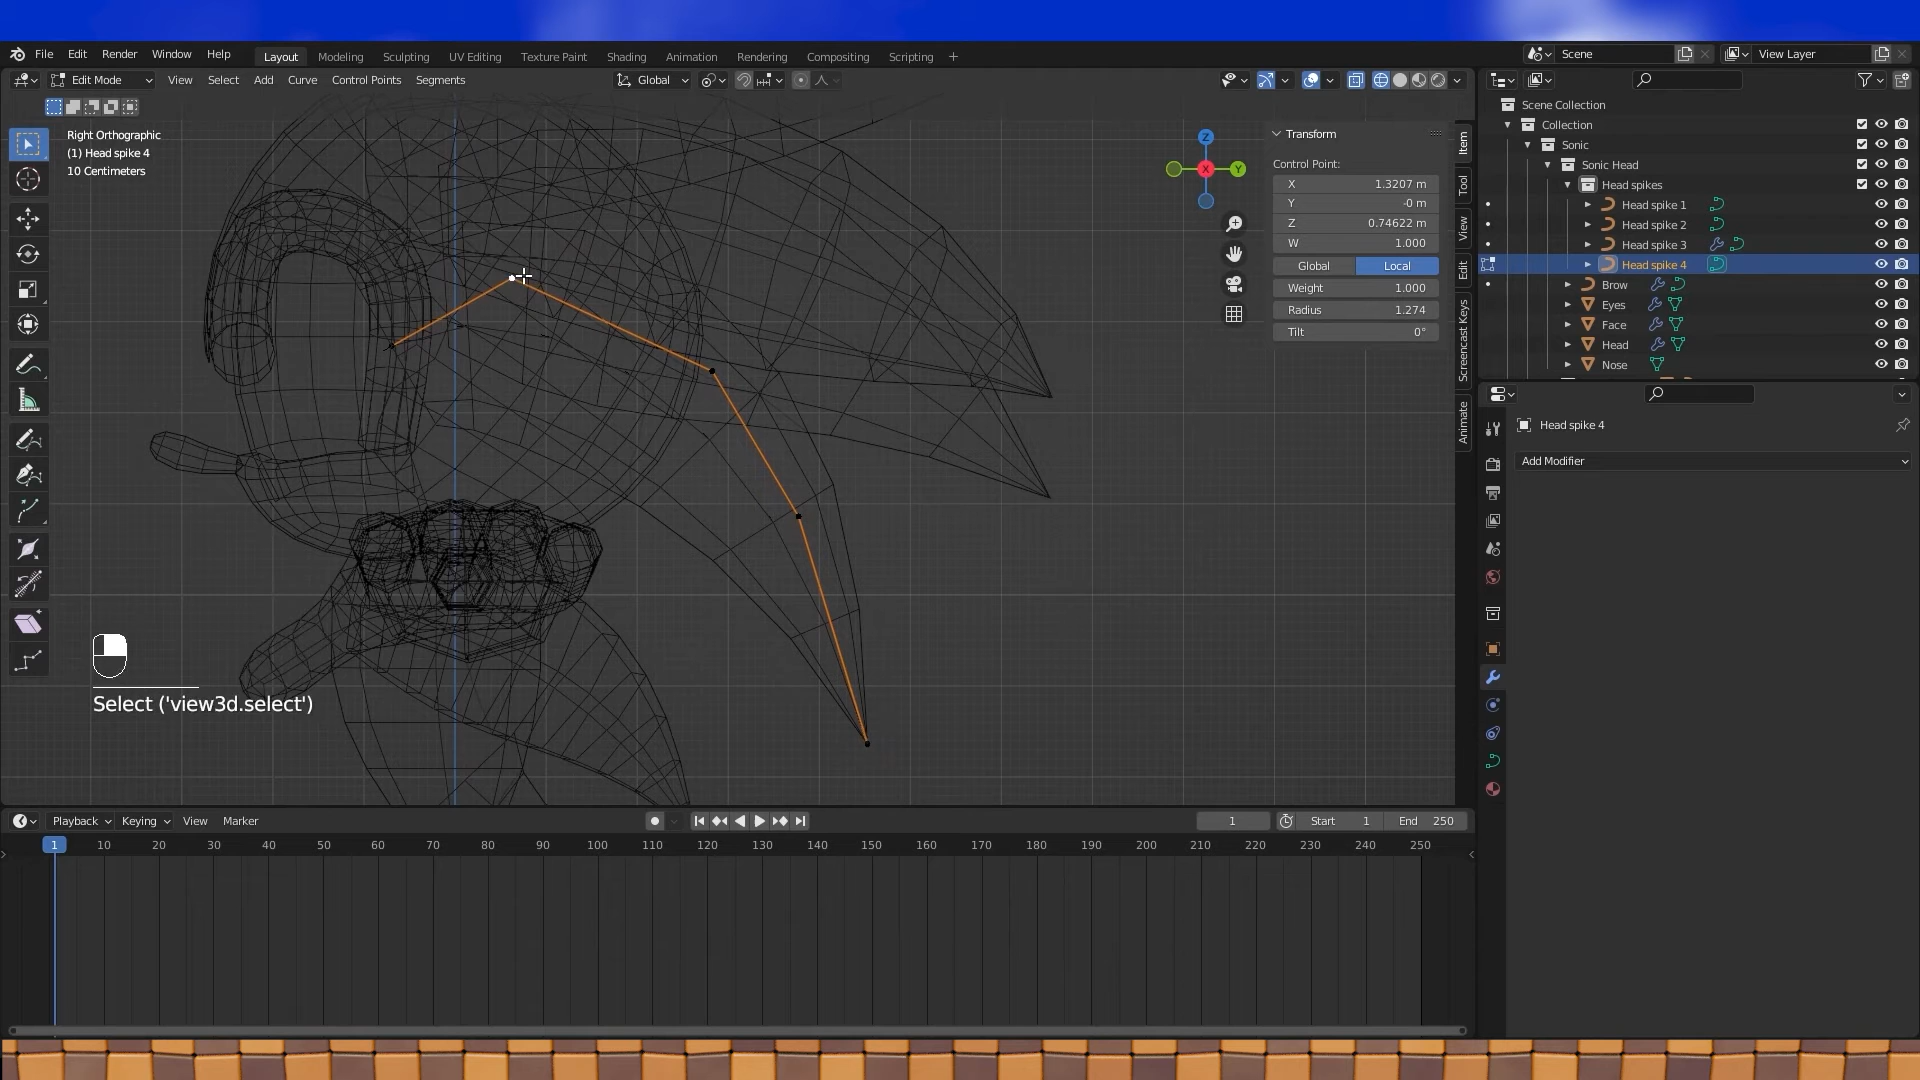 File Edit Render Window Help Layout Modeling Sculpting UV Editing Texture Paint Shading Animation Rendering Compositing Scripting + Scene View Layer
Edit Mode View Select Add Curve Control Points Segments Global
Right Orthographic
(1) Head spike 4
10 Centimeters
Z
X
Y
Transform
Control Point:
X 1.3207 m
Y -0 m
Z 0.74622 m
W 1.000
Global Local
Weight 1.000
Radius 1.274
Tilt 0°
Item
Tool
View
Edit
Screencast Keys
Animate
Scene Collection
Collection
Sonic
Sonic Head
Head spikes
Head spike 1
Head spike 2
Head spike 3
Head spike 4
Brow
Eyes
Face
Head
Nose
Head spike 4
Add Modifier
Select ('view3d.select')
Playback Keying View Marker 1 Start 1 End 250
1 10 20 30 40 50 60 70 80 90 100 110 120 130 140 150 160 170 180 190 200 210 220 230 240 250